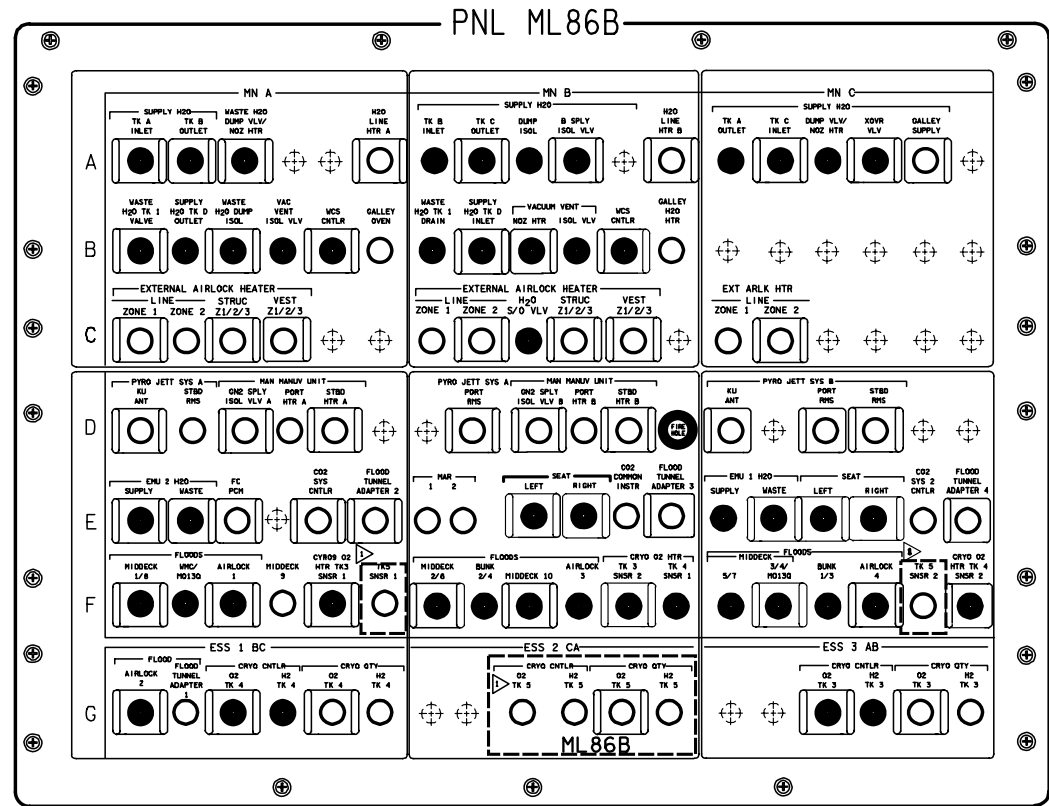 PNL ML86B
MN A MN B MN C
SUPPLY H2O
TK A INLET
TK B OUTLET
WASTE H2O DUMP VLV/ NOZ HTR
H2O LINE HTR A
SUPPLY H2O
TK B INLET
TK C OUTLET
DUMP ISOL
B SPLY ISOL VLV
H2O LINE HTR B
SUPPLY H2O
TK A OUTLET
TK C INLET
DUMP VLV/ NOZ HTR
XOVR VLV
GALLEY SUPPLY
A
WASTE H2O TK 1 VALVE
SUPPLY H2O TK D OUTLET
WASTE H2O DUMP ISOL
VAC VENT ISOL VLV
WCS CNTLR
GALLEY OVEN
WASTE H2O TK 1 DRAIN
SUPPLY H2O TK D INLET
VACUUM VENT
NOZ HTR
ISOL VLV
WCS CNTLR
GALLEY H2O HTR
B
EXTERNAL AIRLOCK HEATER
LINE
ZONE 1
ZONE 2
STRUC Z1/2/3
VEST Z1/2/3
EXTERNAL AIRLOCK HEATER
LINE
ZONE 1
ZONE 2
H2O S/O VLV
STRUC Z1/2/3
VEST Z1/2/3
EXT ARLK HTR
LINE
ZONE 1
ZONE 2
C
PYRO JETT SYS A
KU ANT
STBD RMS
MAN MANUV UNIT
GN2 SPLY ISOL VLV A
PORT HTR A
STBD HTR A
PYRO JETT SYS A
PORT RMS
MAN MANUV UNIT
GN2 SPLY ISOL VLV B
PORT HTR B
STBD HTR B
FIRE HOLE
PYRO JETT SYS B
KU ANT
PORT RMS
STBD RMS
D
EMU 2 H2O
SUPPLY
WASTE
FC PCM
CO2 SYS CNTLR
FLOOD TUNNEL ADAPTER 2
MAR
1 2
SEAT
LEFT
RIGHT
CO2 COMMON INSTR
FLOOD TUNNEL ADAPTER 3
EMU 1 H2O
SUPPLY
WASTE
SEAT
LEFT
RIGHT
CO2 SYS 2 CNTLR
FLOOD TUNNEL ADAPTER 4
E
FLOODS
MIDDECK 1/8
WMC/ MO13Q
AIRLOCK 1
MIDDECK 9
CYRO9 O2 HTR TK3 SNSR 1
1
TK5 SNSR 1
FLOODS
MIDDECK 2/6
BUNK 2/4
MIDDECK 10
AIRLOCK 3
CRYO O2 HTR
TK 3 SNSR 2
TK 4 SNSR 1
FLOODS
MIDDECK
5/7
3/4/ MO13Q
BUNK 1/3
AIRLOCK 4
TK 5 SNSR 2
CRYO O2 HTR TK 4 SNSR 2
F
ESS 1 BC ESS 2 CA ESS 3 AB
FLOOD
AIRLOCK 2
FLOOD TUNNEL ADAPTER 1
CRYO CNTLR
O2 TK 4
H2 TK 4
CRYO QTY
O2 TK 4
H2 TK 4
1
CRYO CNTLR
O2 TK 5
H2 TK 5
CRYO QTY
O2 TK 5
H2 TK 5
CRYO CNTLR
O2 TK 3
H2 TK 3
CRYO QTY
O2 TK 3
H2 TK 3
G
ML86B